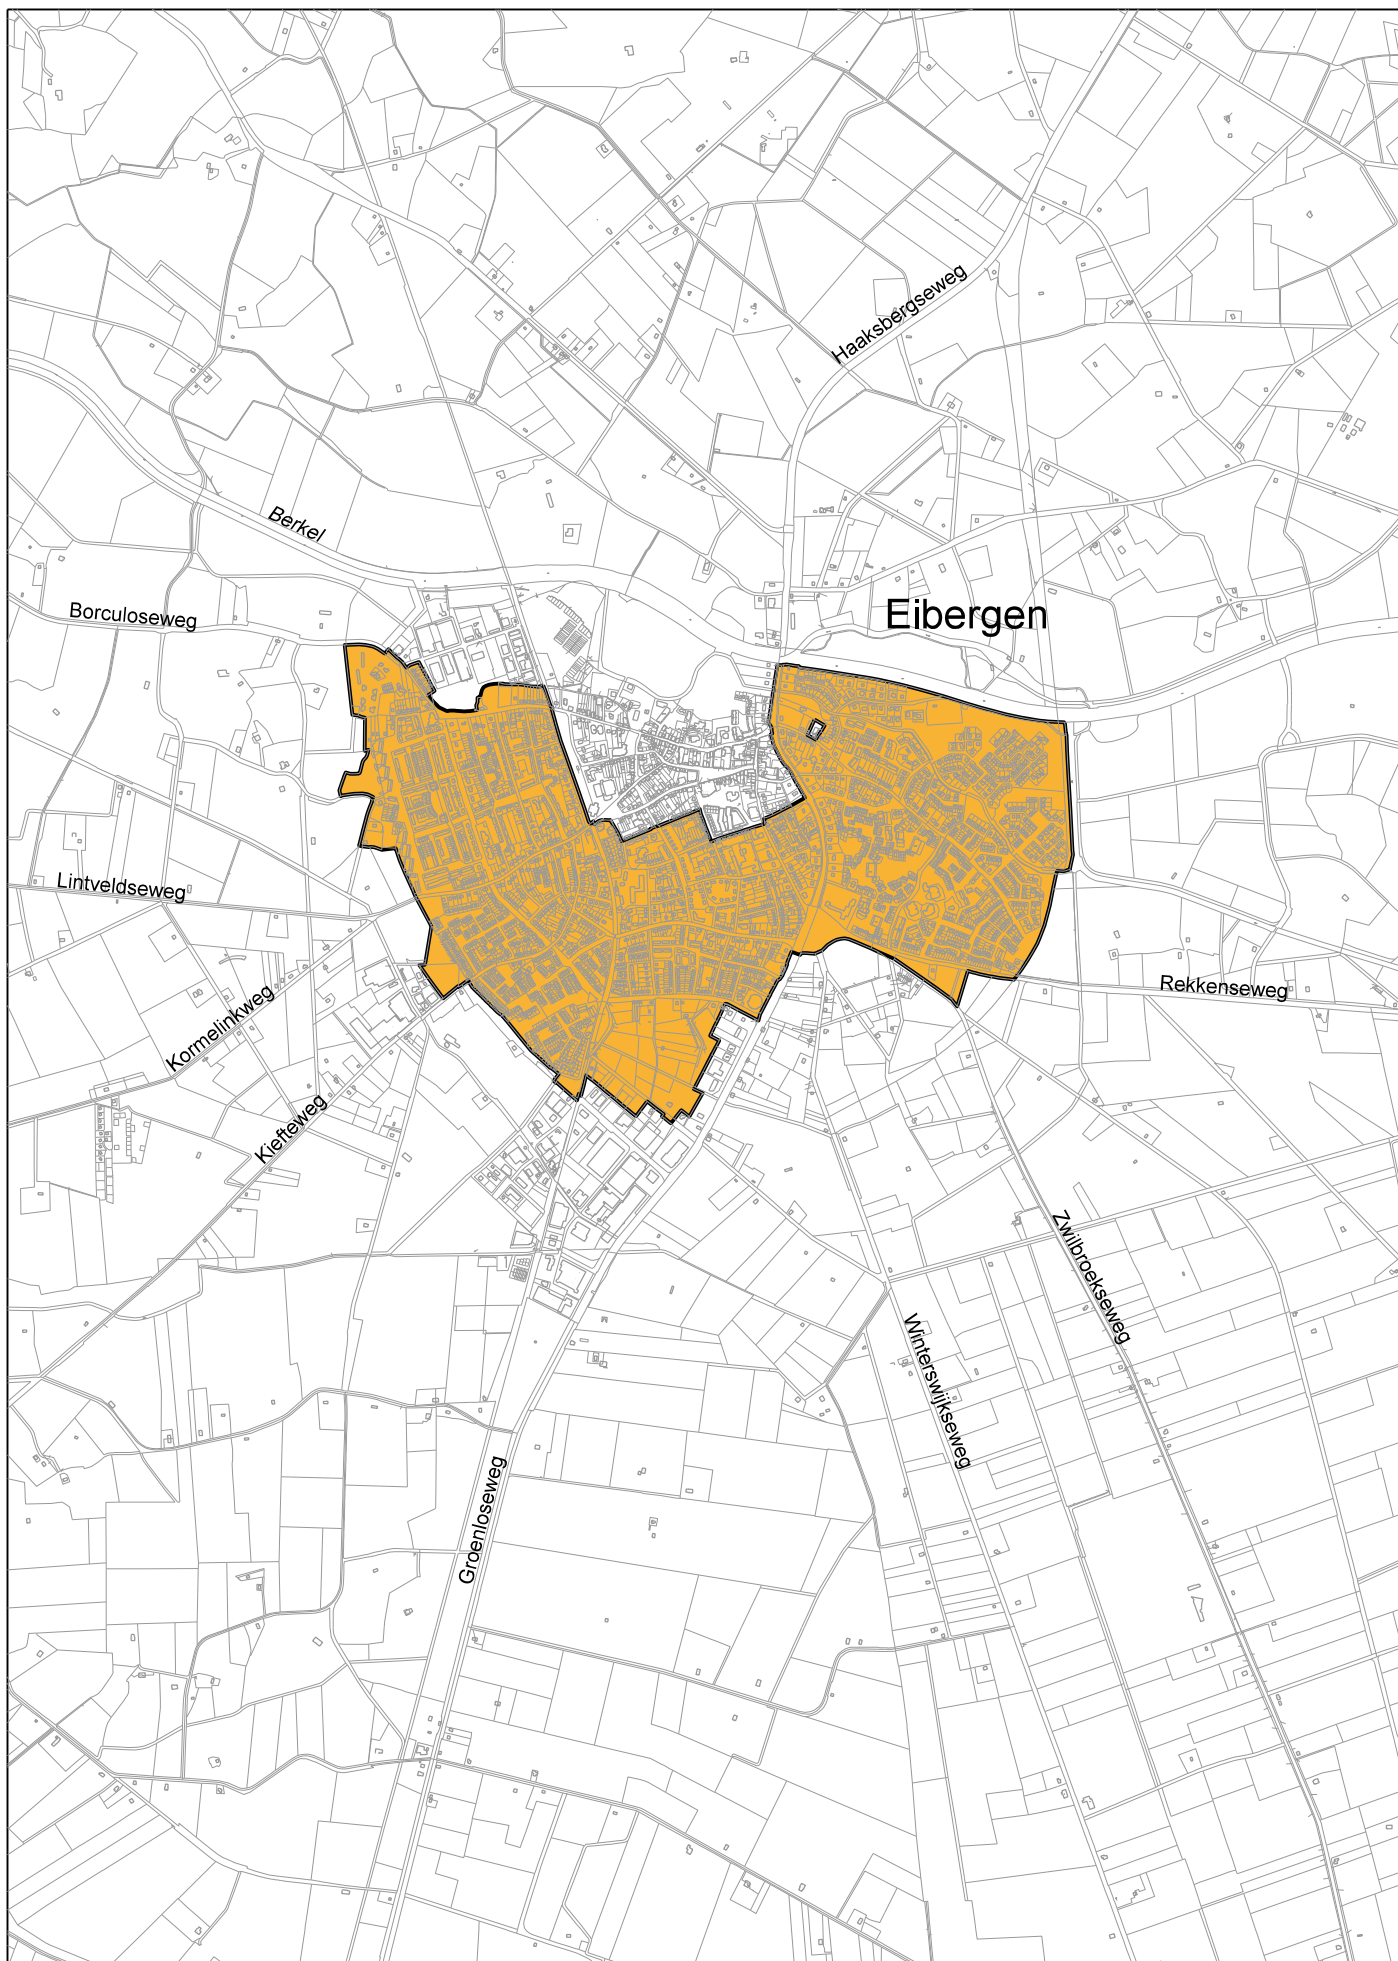 Haaksbergseweg
Berkel
Eibergen
Borculoseweg
Lintveldseweg
Rekkenseweg
Kormelinkweg
Kiefteweg
Zwilbroekseweg
Winterswijkseweg
Groenloseweg